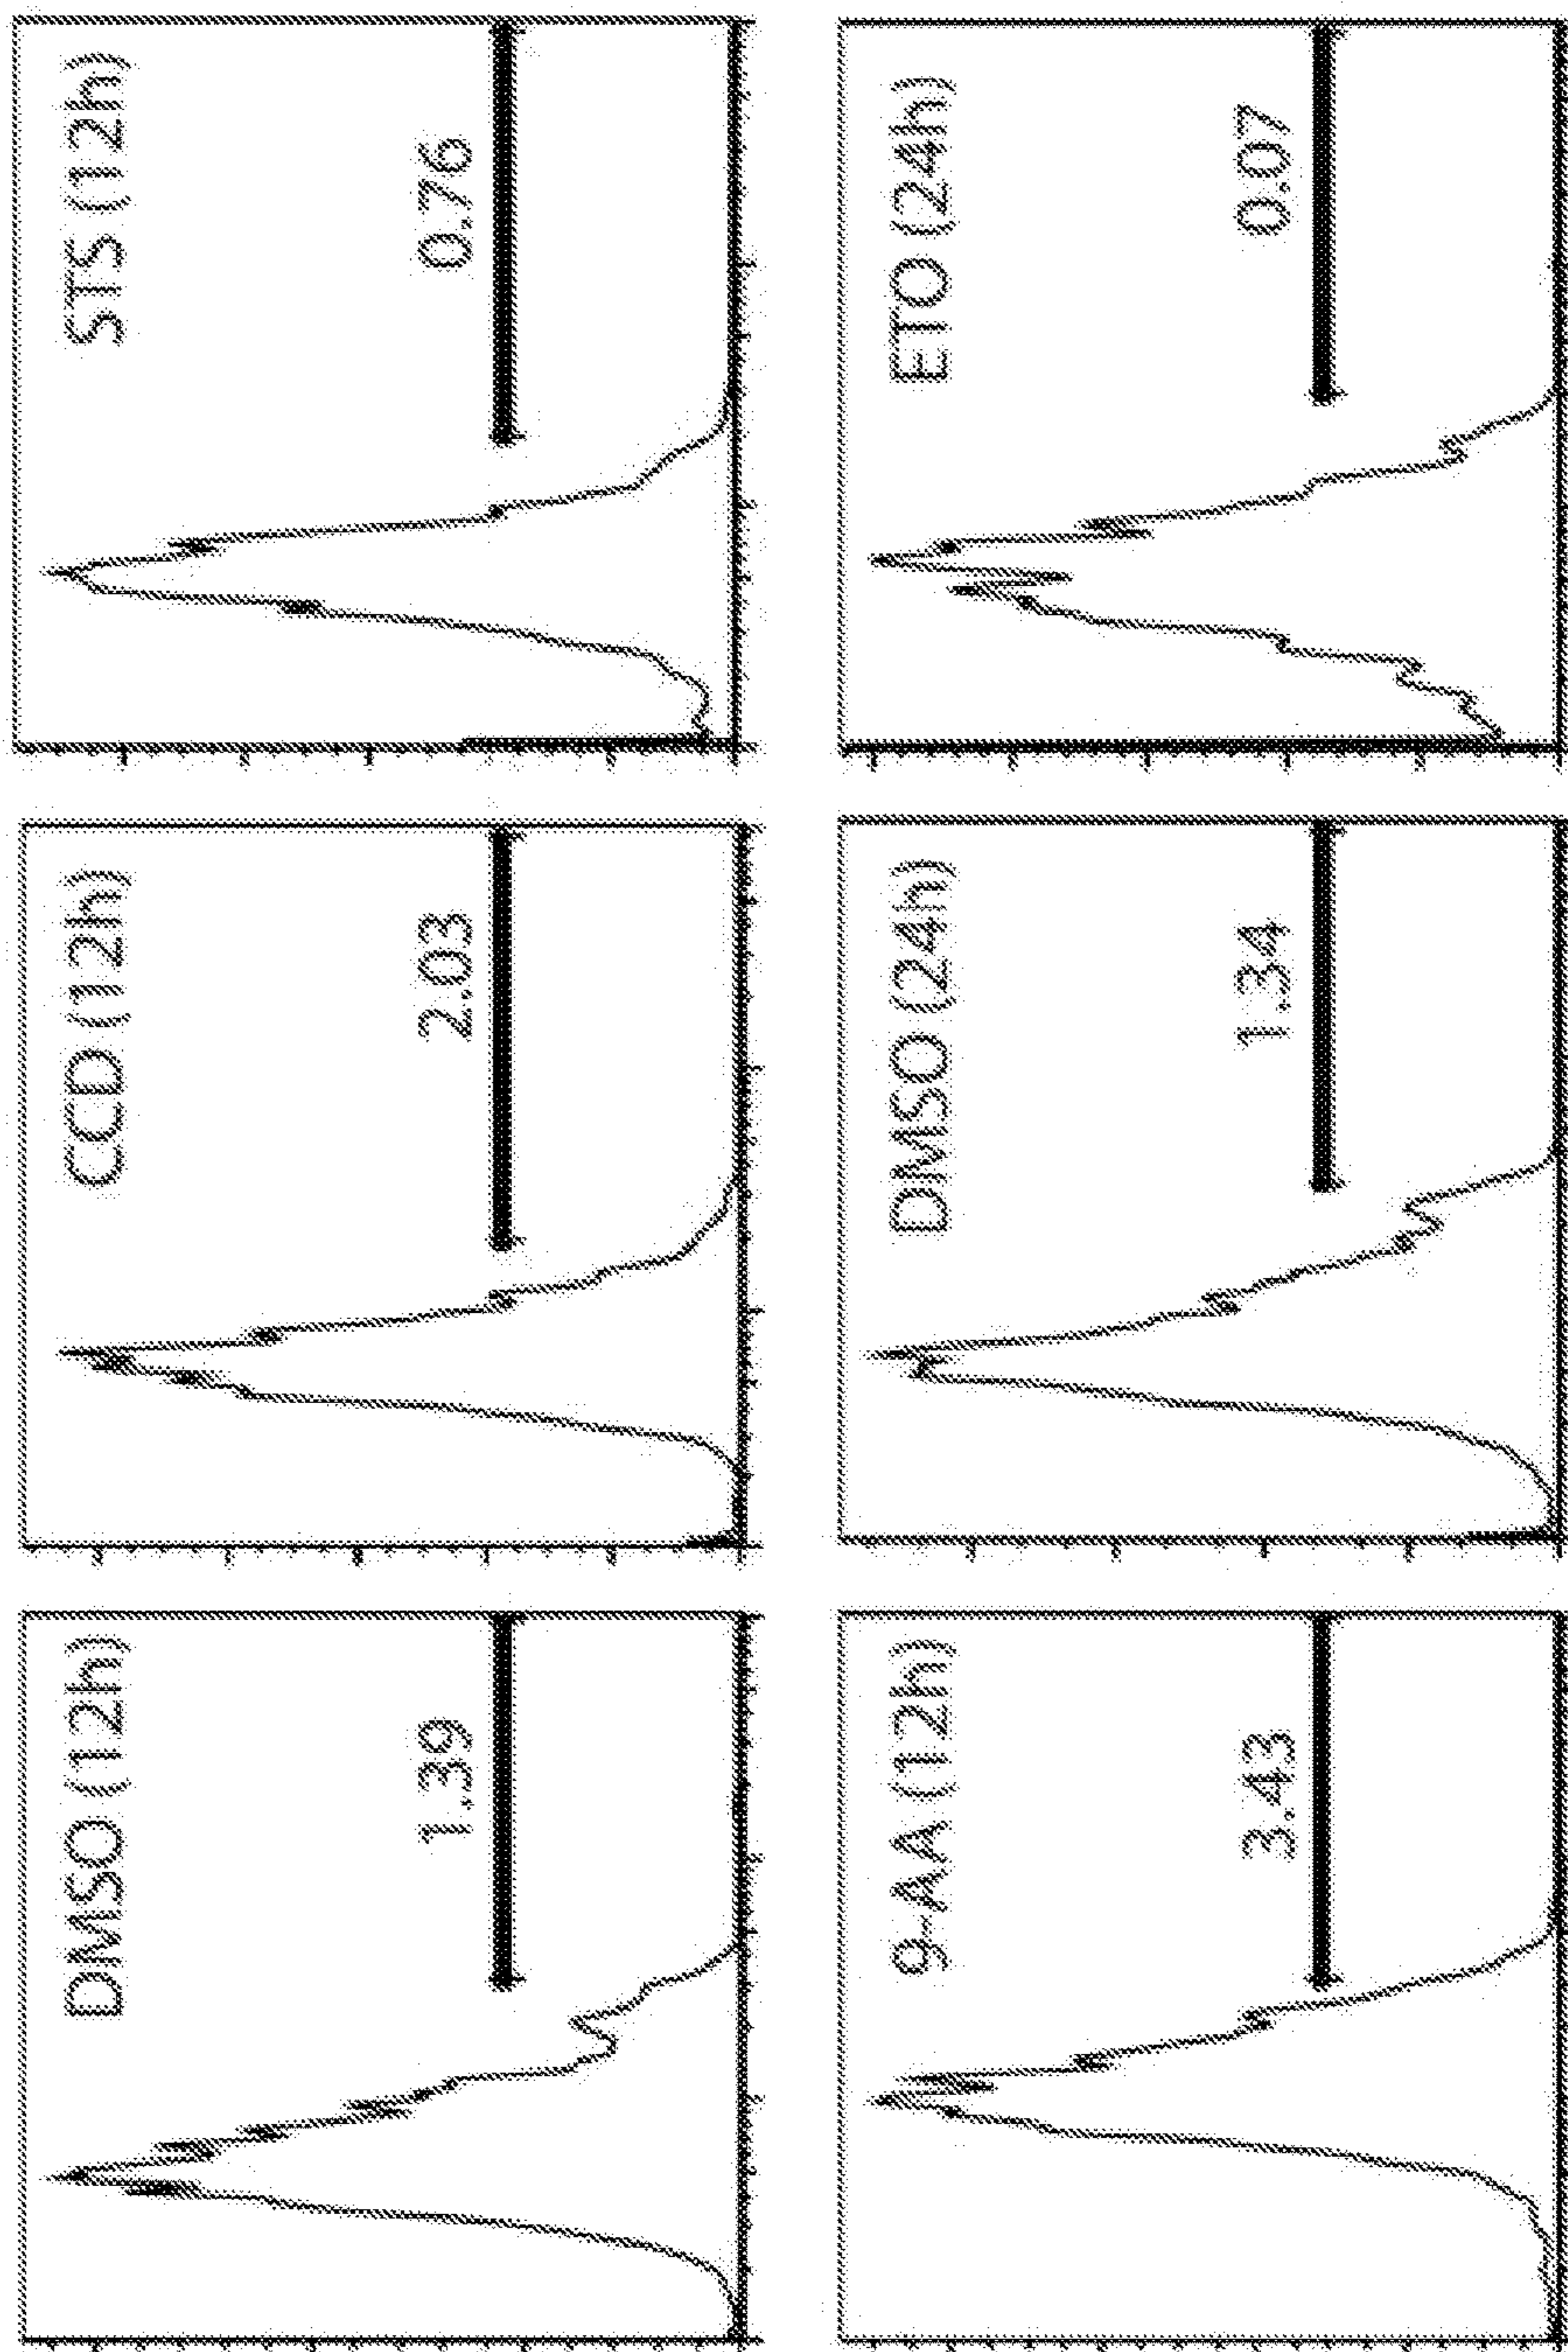 DMSO (12h)
1.39
CCD (12h)
2.03
STS (12h)
0.76
9-AA (12h)
3.43
DMSO (24h)
1.34
ETO (24h)
0.07